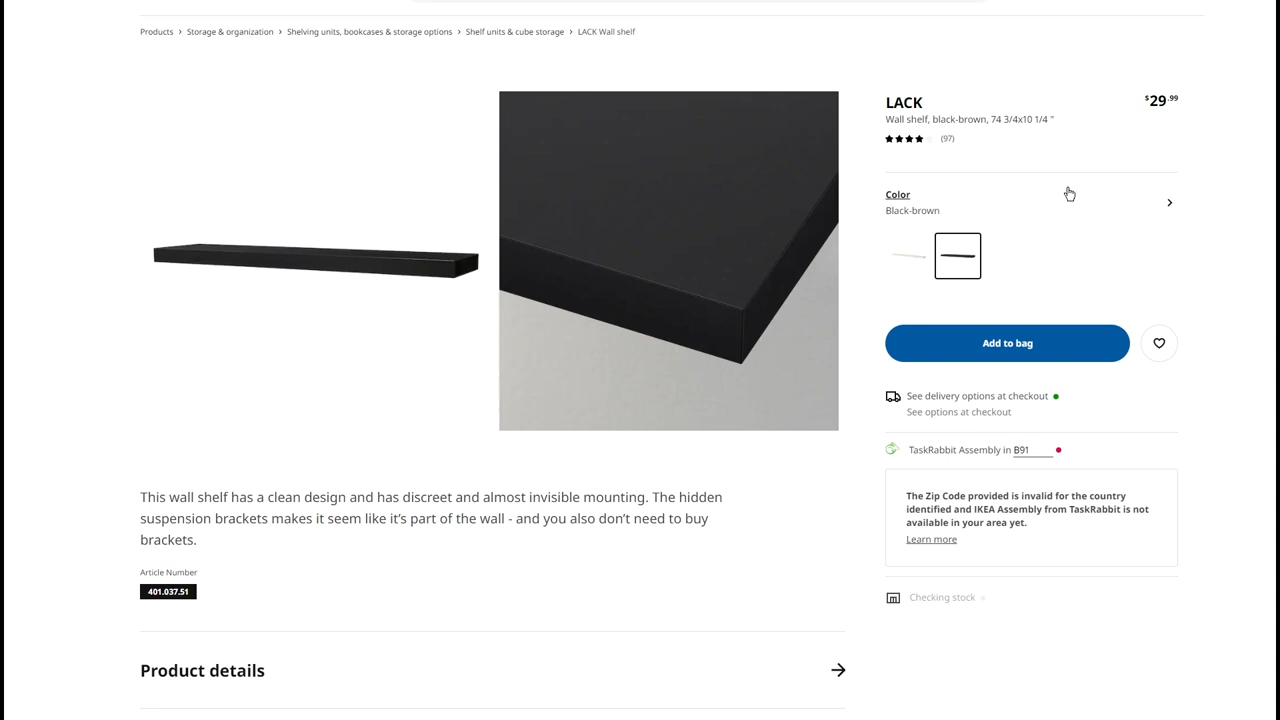 Products > Storage & organization > Shelving units, bookcases & storage options > Shelf units & cube storage > LACK Wall shelf
LACK
$29.99
Wall shelf, black-brown, 74 3/4x10 1/4 "
(97)
Color
Black-brown
Add to bag
See delivery options at checkout
See options at checkout
TaskRabbit Assembly in B91
The Zip Code provided is invalid for the country
identified and IKEA Assembly from TaskRabbit is not
available in your area yet.
Learn more
Checking stock
This wall shelf has a clean design and has discreet and almost invisible mounting. The hidden
suspension brackets makes it seem like it’s part of the wall - and you also don’t need to buy
brackets.
Article Number
401.037.51
Product details